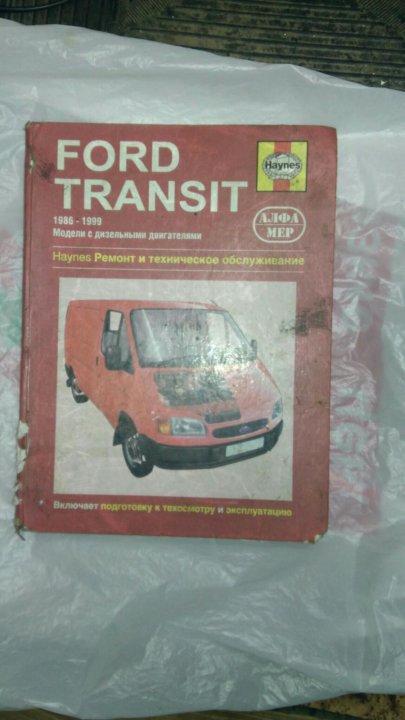 FORD
TRANSIT
Haynes
1986 - 1999
Модели с дизельными двигателями
АЛФА
МЕР
Haynes Ремонт и техническое обслуживание
Включает подготовку к техосмотру и эксплуатацию